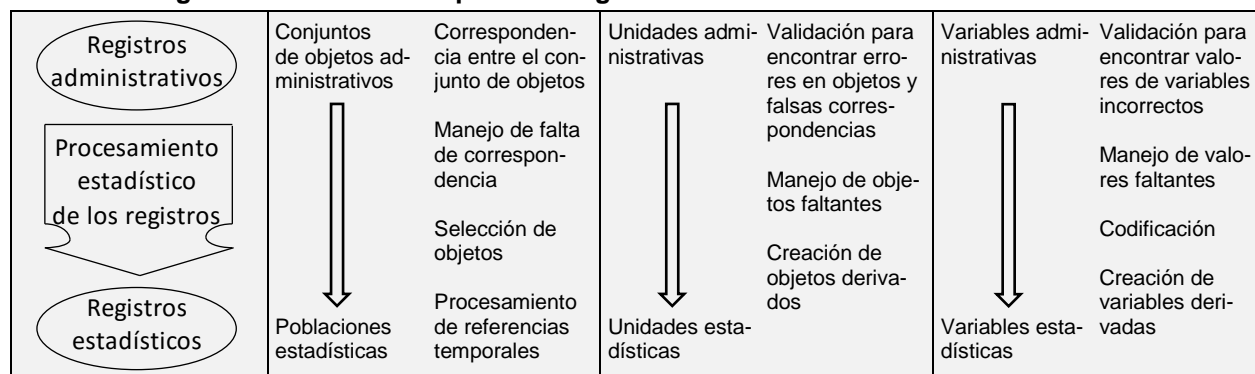 Registros
administrativos
Procesamiento
estadístico
de los registros
Registros
estadísticos
Conjuntos
de objetos ad-
ministrativos
Poblaciones
estadísticas
Corresponden-
cia entre el con-
junto de objetos
Manejo de falta
de correspon-
dencia
Selección de
objetos
Procesamiento
de referencias
temporales
Unidades admi-
nistrativas
Unidades esta-
dísticas
Validación para
encontrar erro-
res en objetos y
falsas corres-
pondencias
Manejo de obje-
tos faltantes
Creación de
objetos deriva-
dos
Variables admi-
nistrativas
Variables esta-
dísticas
Validación para
encontrar valo-
res de variables
incorrectos
Manejo de valo-
res faltantes
Codificación
Creación de
variables deri-
vadas